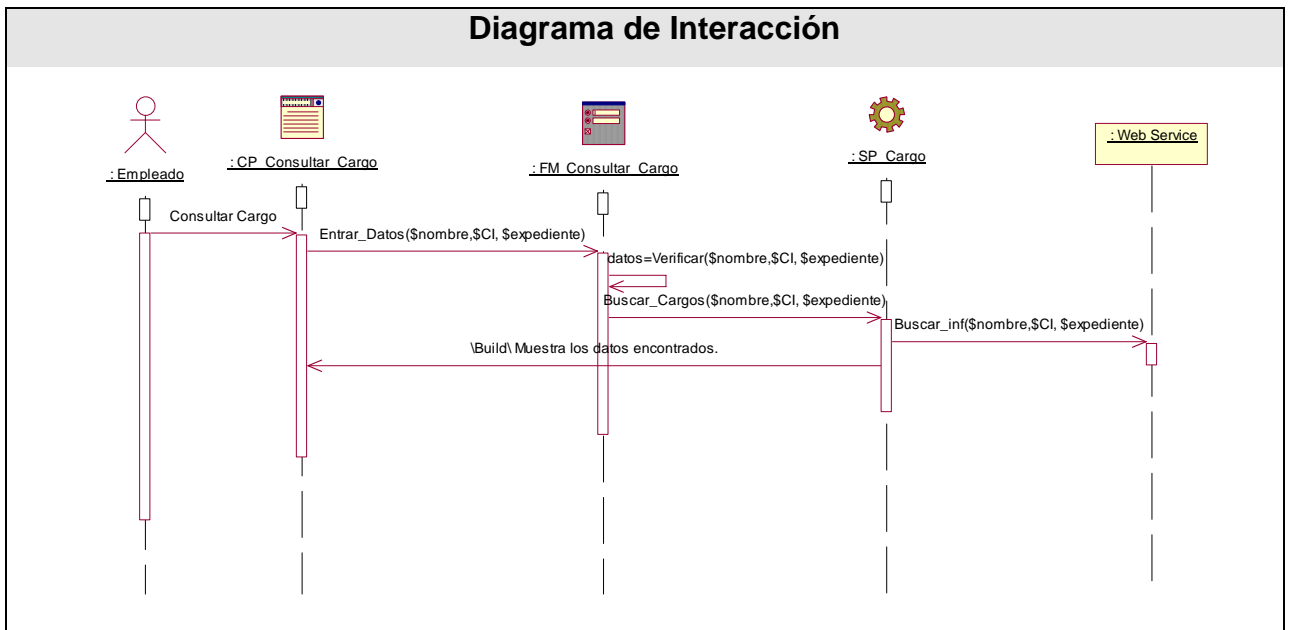 Diagrama de Interacción
: Empleado
: CP_Consultar_Cargo
: FM_Consultar_Cargo
: SP_Cargo
: Web Service
Consultar Cargo
Entrar_Datos($nombre,$CI, $expediente)
datos=Verificar($nombre,$CI, $expediente)
Buscar_Cargos($nombre,$CI, $expediente)
Buscar_inf($nombre,$CI, $expediente)
\Build\ Muestra los datos encontrados.